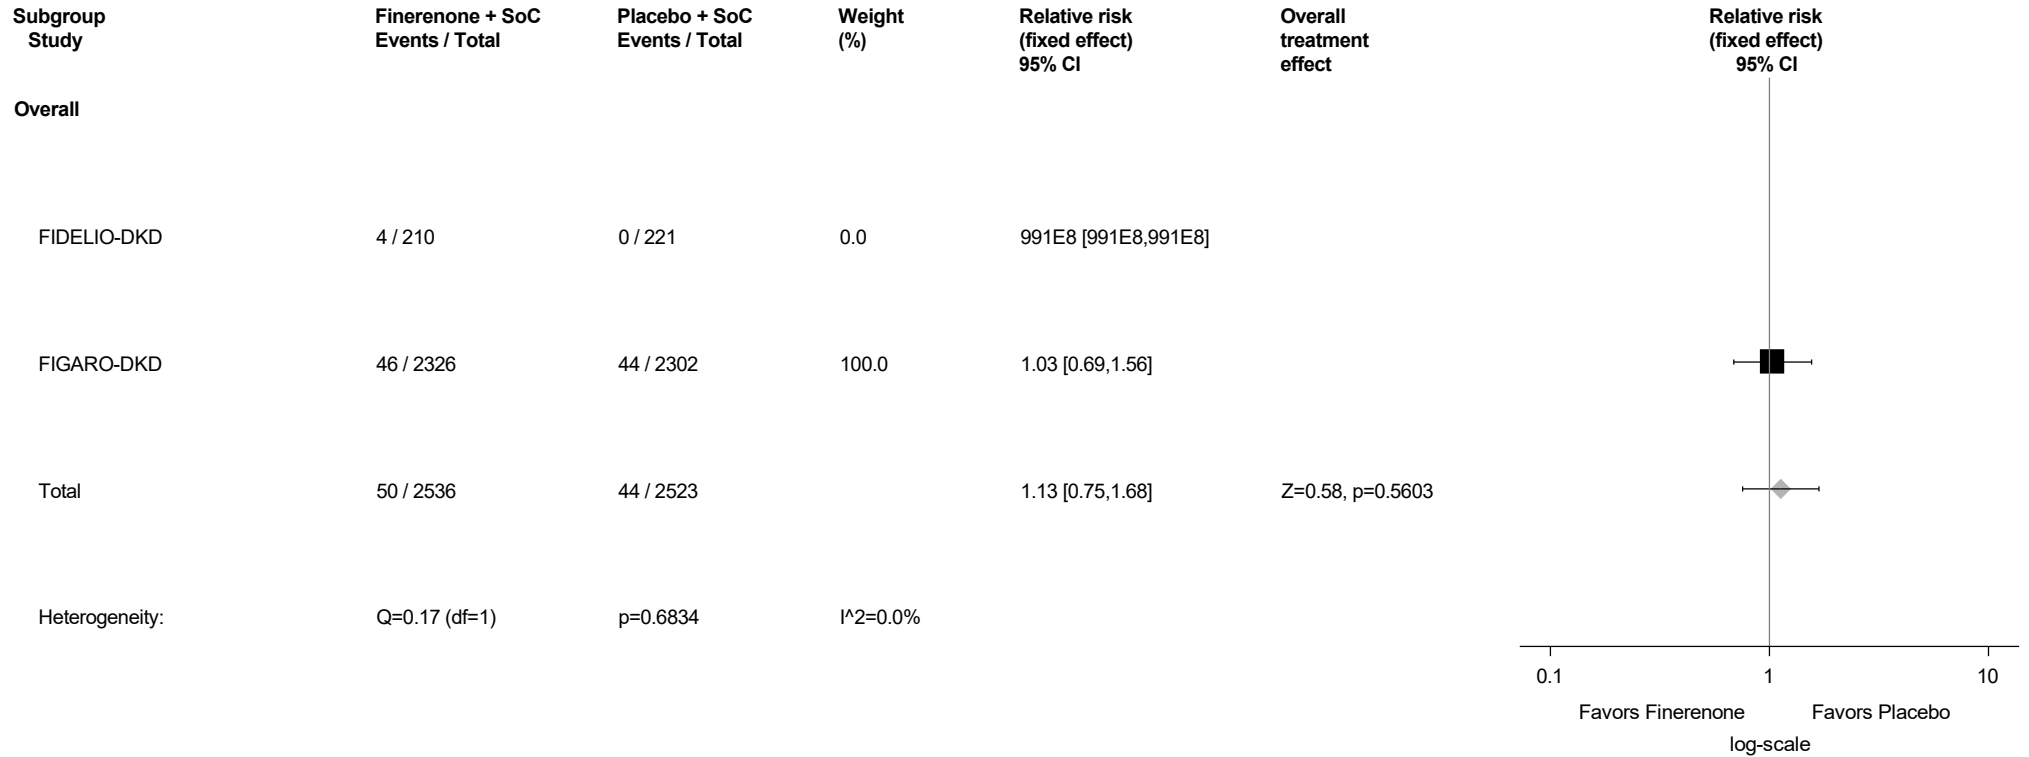 Subgroup Finerenone + SoC Placebo + SoC Weight Relative risk Overall Relative risk
Study Events / Total Events / Total (%) (fixed effect) treatment (fixed effect)
95% CI effect 95% CI
Overall
FIDELIO-DKD 4 / 210 0 / 221 0.0 991E8 [991E8,991E8]
FIGARO-DKD 46 / 2326 44 / 2302 100.0 1.03 [0.69,1.56]
Total 50 / 2536 44 / 2523 1.13 [0.75,1.68] Z=0.58, p=0.5603
Heterogeneity: Q=0.17 (df=1) p=0.6834 I^2=0.0%
0.1 1 10
Favors Finerenone Favors Placebo
log-scale